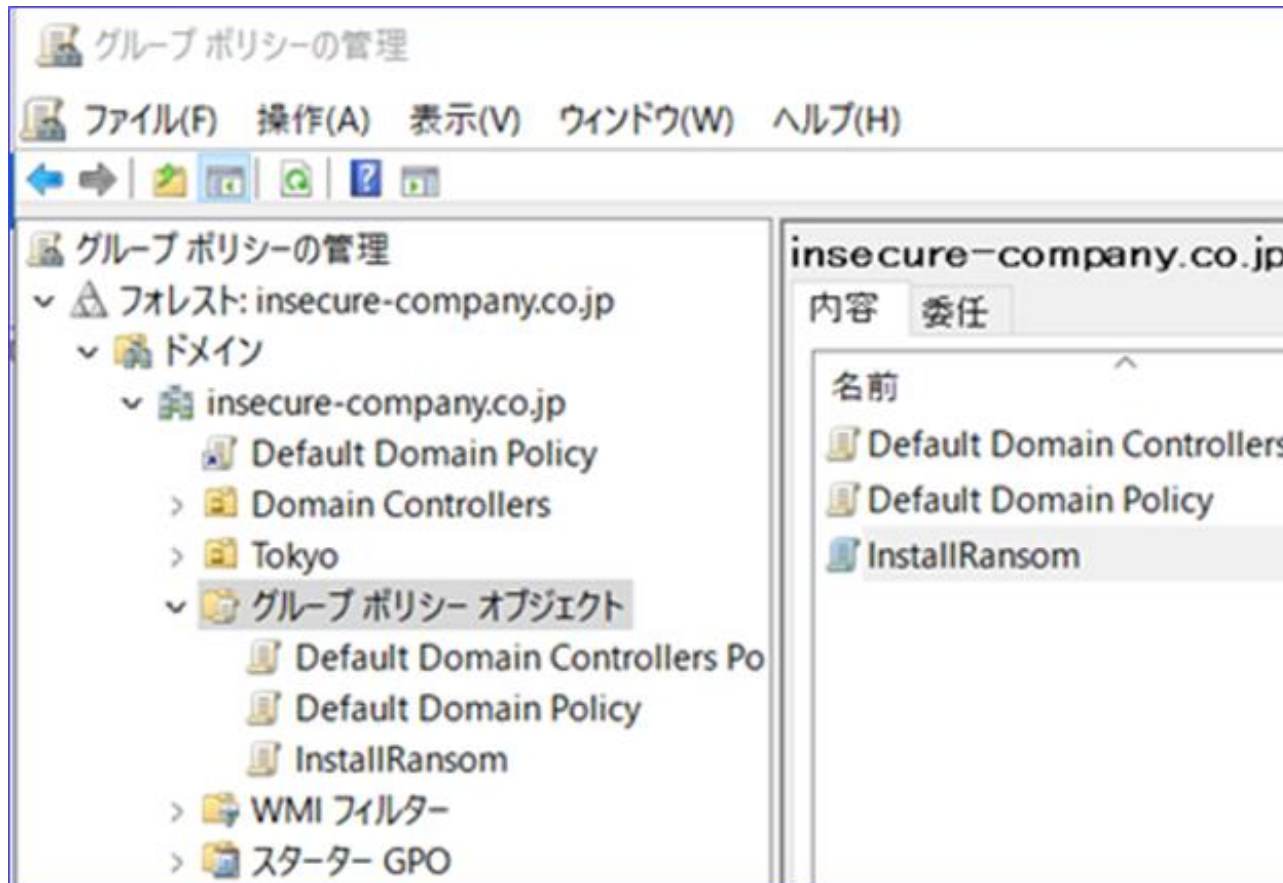 グループ ポリシーの管理
ファイル(F) 操作(A) 表示(V) ウィンドウ(W) ヘルプ(H)
グループ ポリシーの管理
フォレスト: insecure-company.co.jp
ドメイン
insecure-company.co.jp
Default Domain Policy
Domain Controllers
Tokyo
グループ ポリシー オブジェクト
Default Domain Controllers Po
Default Domain Policy
InstallRansom
WMI フィルター
スターター GPO
insecure-company.co.jp
内容 委任
名前
Default Domain Controllers
Default Domain Policy
InstallRansom